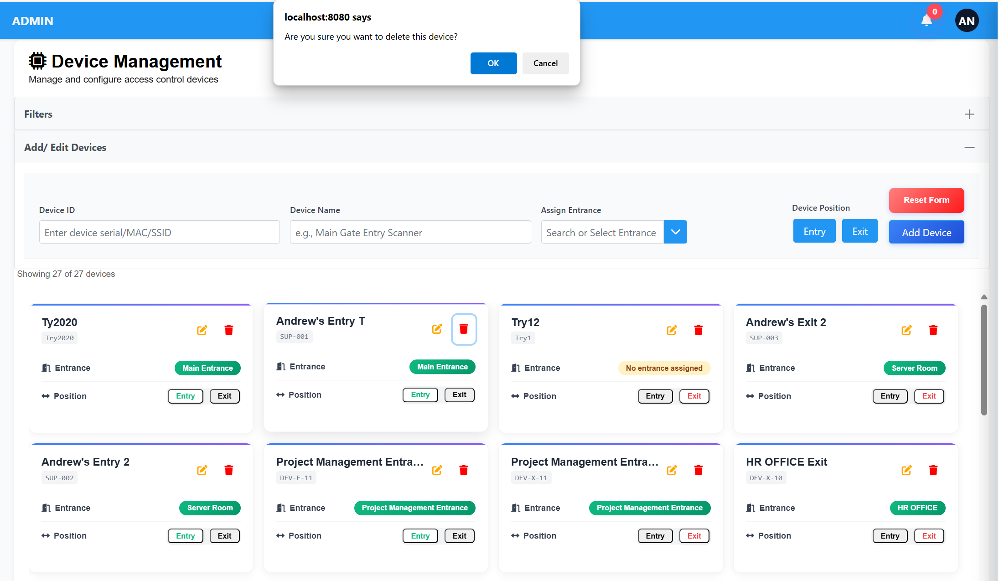 ADMIN
localhost:8080 says
Are you sure you want to delete this device?
OK
Cancel
0
AN
Device Management
Manage and configure access control devices
Filters
Add/ Edit Devices
Device ID
Enter device serial/MAC/SSID
Device Name
e.g., Main Gate Entry Scanner
Assign Entrance
Search or Select Entrance
Device Position
Entry
Exit
Reset Form
Add Device
Showing 27 of 27 devices
Ty2020
Try2020
Entrance
Main Entrance
Position
Entry
Exit
Andrew's Entry T
SUP-001
Entrance
Main Entrance
Position
Entry
Exit
Try12
Try1
Entrance
No entrance assigned
Position
Entry
Exit
Andrew's Exit 2
SUP-003
Entrance
Server Room
Position
Entry
Exit
Andrew's Entry 2
SUP-002
Entrance
Server Room
Position
Entry
Exit
Project Management Entra...
DEV-E-11
Entrance
Project Management Entrance
Position
Entry
Exit
Project Management Entra...
DEV-X-11
Entrance
Project Management Entrance
Position
Entry
Exit
HR OFFICE Exit
DEV-X-10
Entrance
HR OFFICE
Position
Entry
Exit